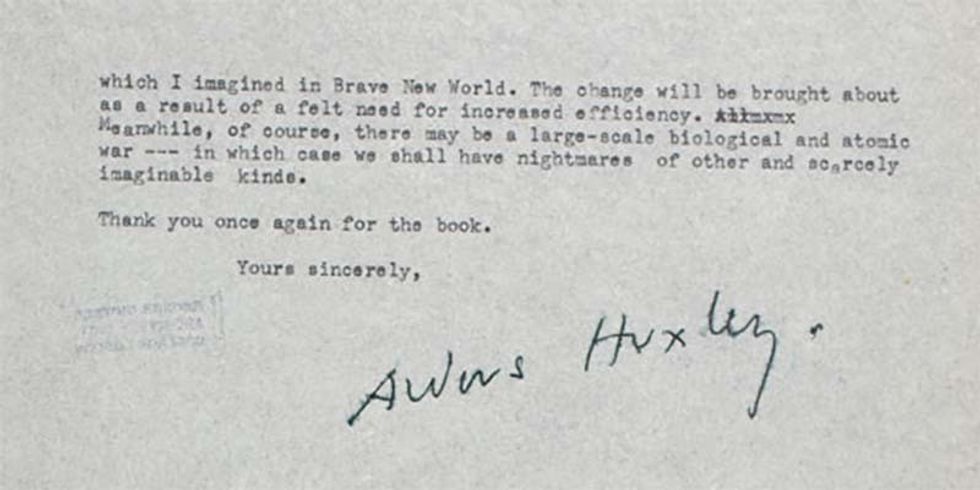 which I imagined in Brave New World. The change will be brought about
as a result of a felt need for increased efficiency.
Meanwhile, of course, there may be a large-scale biological and atomic
war --- in which case we shall have nightmares of other and scarcely
imaginable kinds.
Thank you once again for the book.
Yours sincerely,
Aldous Huxley.